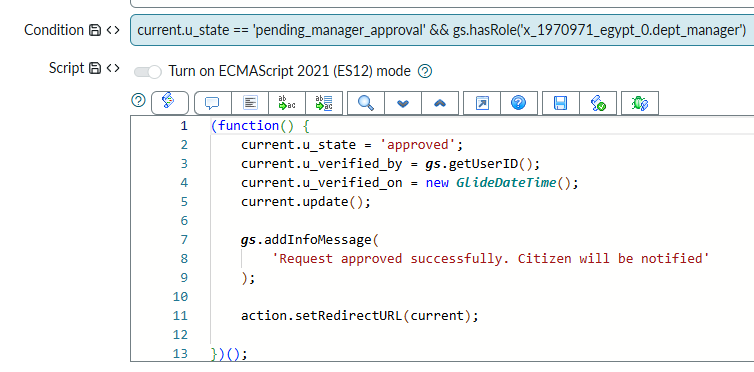 Condition current.u_state == 'pending_manager_approval' && gs.hasRole('x_1970971_egypt_0.dept_manager')
Script Turn on ECMAScript 2021 (ES12) mode
1 (function() {
2 current.u_state = 'approved';
3 current.u_verified_by = gs.getUserID();
4 current.u_verified_on = new GlideDateTime();
5 current.update();
6
7 gs.addInfoMessage(
8 'Request approved successfully. Citizen will be notified'
9 );
10
11 action.setRedirectURL(current);
12
13 })();